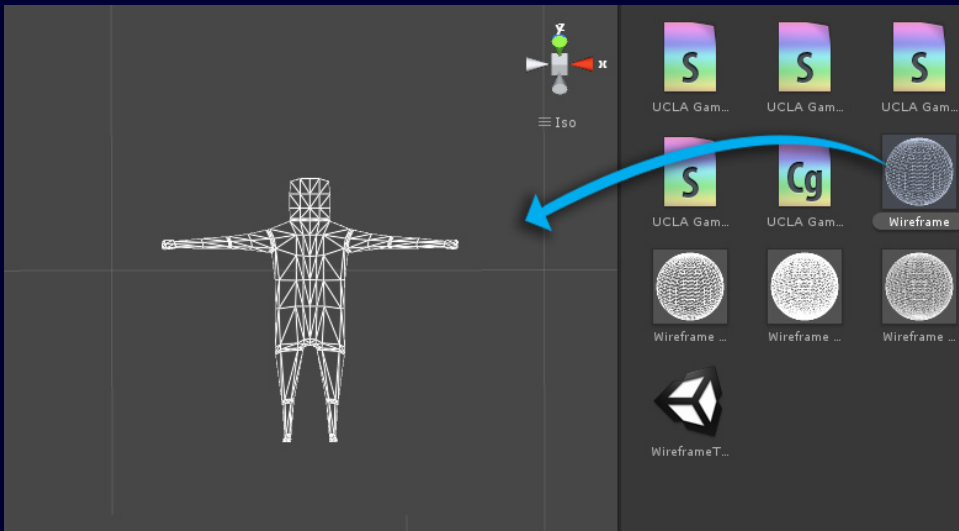 y z
x
Iso
S
S
S
UCLA Gam...
UCLA Gam...
UCLA Gam...
S
Cg
UCLA Gam...
UCLA Gam...
Wireframe
Wireframe ...
Wireframe ...
Wireframe ...
WireframeT...